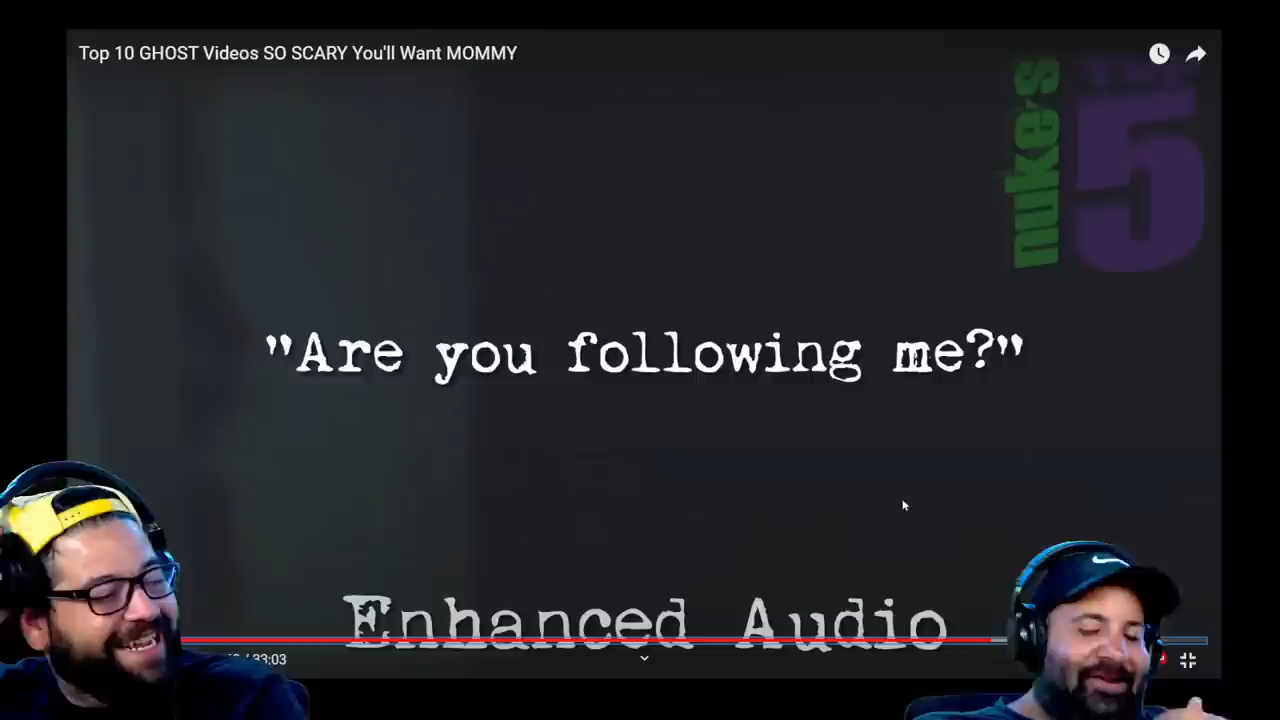 Top 10 GHOST Videos SO SCARY You'll Want MOMMY
nuke's
5
"Are you following me?"
Enhanced Audio
/ 33:03